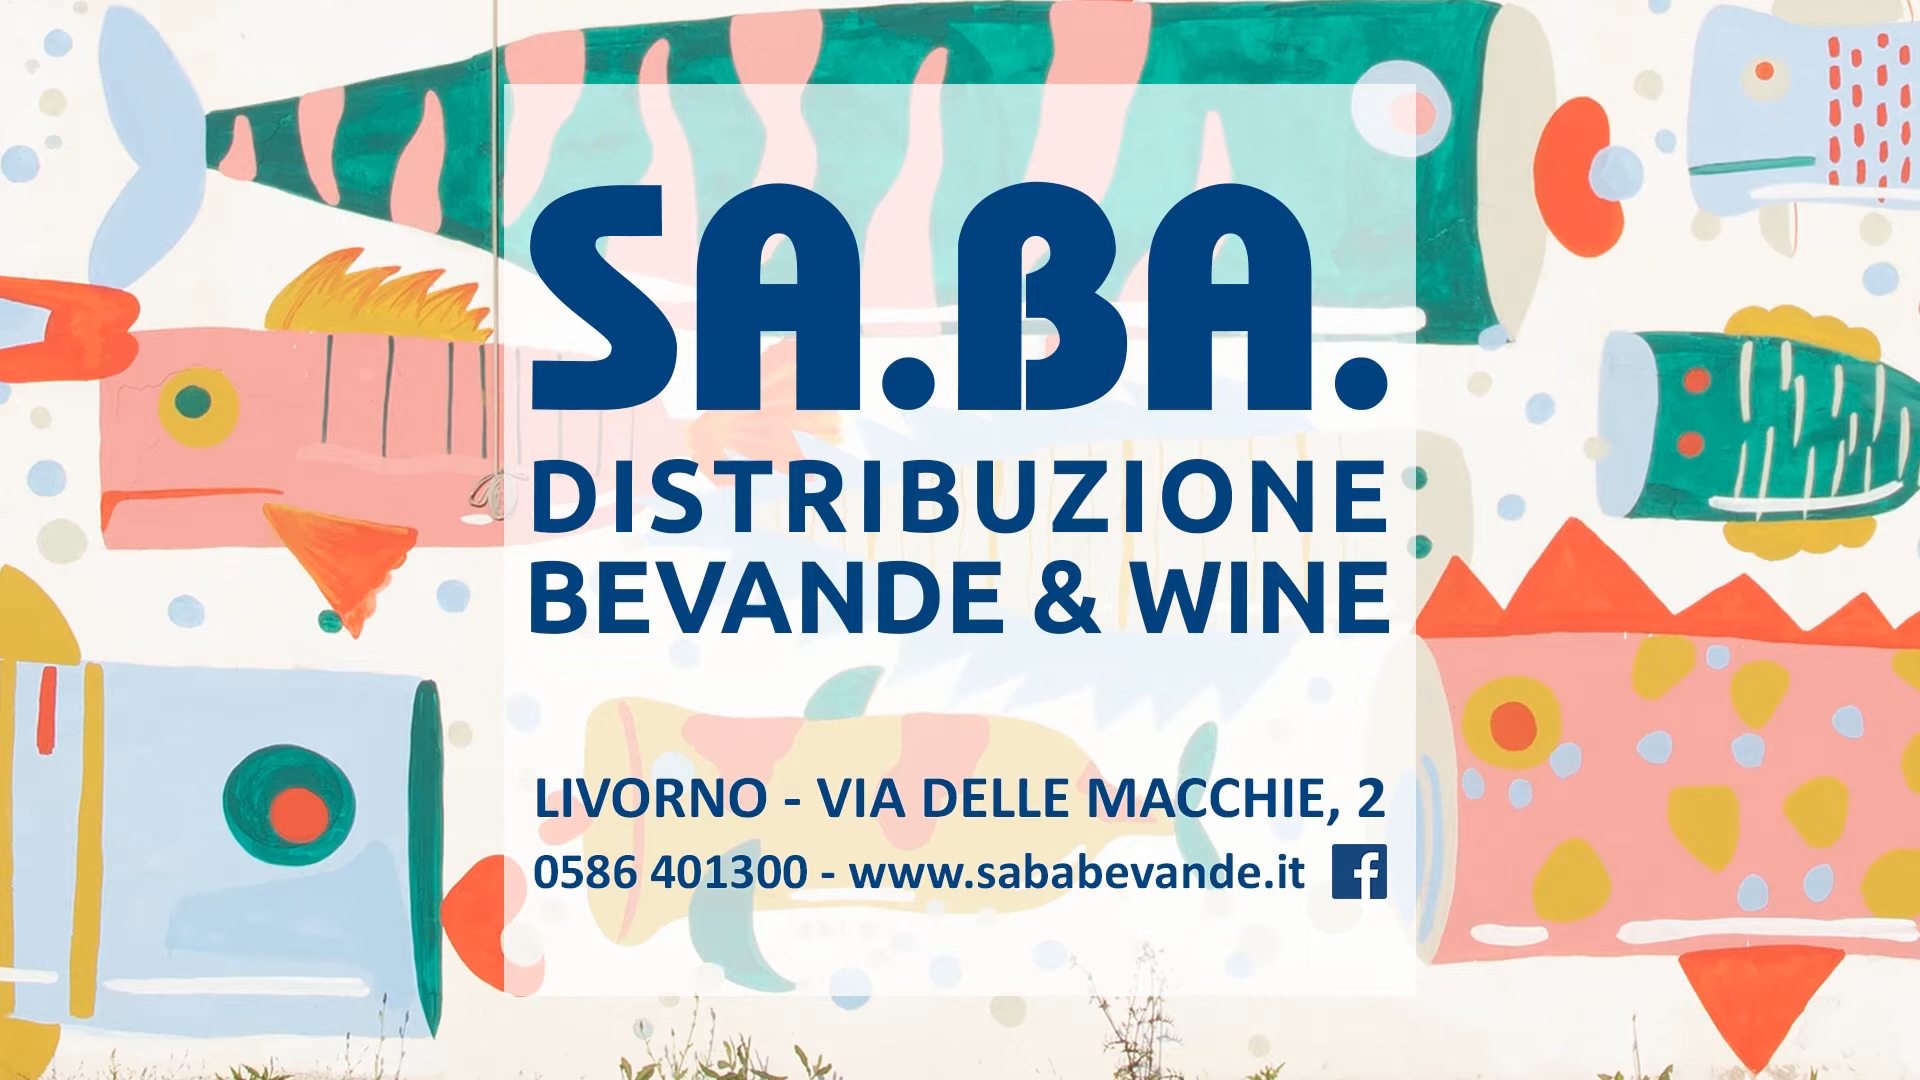 SA.BA.
DISTRIBUZIONE
BEVANDE & WINE
LIVORNO - VIA DELLE MACCHIE, 2
0586 401300 - www.sababevande.it f